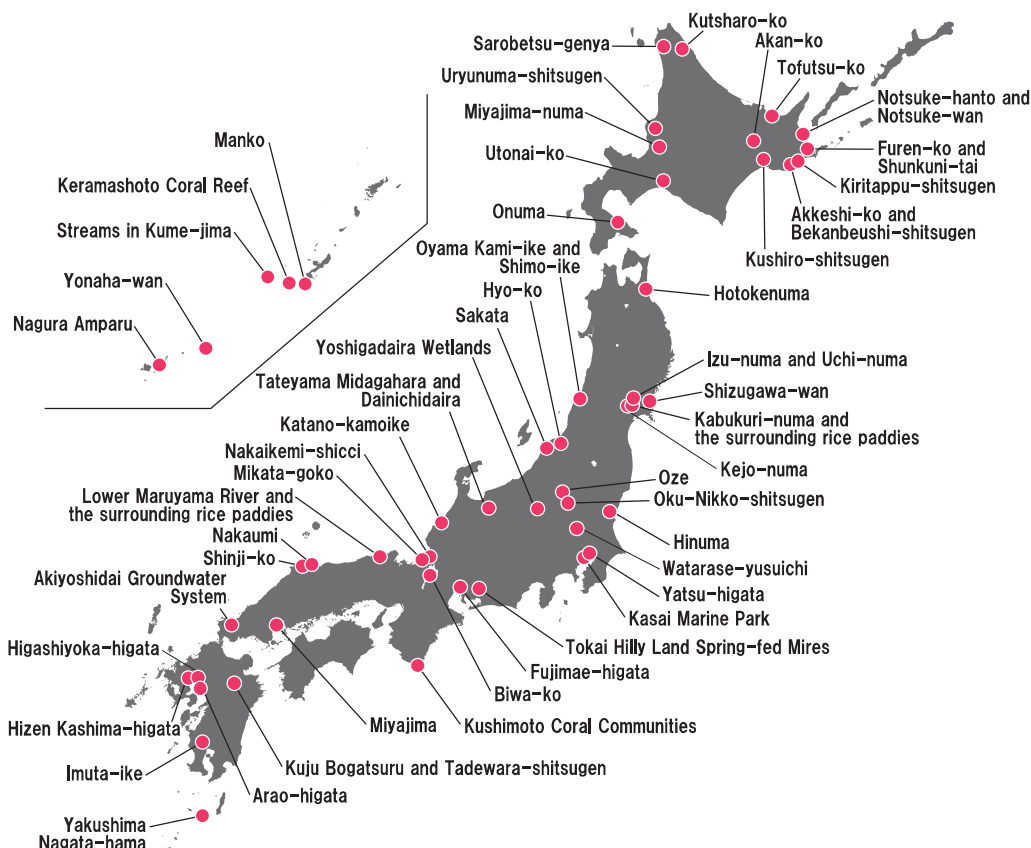 Kutsharo-ko
Sarobetsu-genya
Akan-ko
Uryunuma-shitsugen
Tofutsu-ko
Miyajima-numa
Notsuke-hanto and
Notsuke-wan
Utonai-ko
Furen-ko and
Shunkuni-tai
Kiritappu-shitsugen
Onuma
Akkeshi-ko and
Bekanbeushi-shitsugen
Kushiro-shitsugen
Manko
Keramashoto Coral Reef
Streams in Kume-jima
Yonaha-wan
Nagura Amparu
Oyama Kami-ike and
Shimo-ike
Hyo-ko
Sakata
Yoshigadaira Wetlands
Tateyama Midagahara and
Dainichidaira
Katano-kamoike
Nakaikemi-shicci
Mikata-goko
Lower Maruyama River and
the surrounding rice paddies
Nakaumi
Shinji-ko
Akiyoshidai Groundwater
System
Higashiyoka-higata
Hizen Kashima-higata
Imuta-ike
Yakushima
Nagata-hama
Hotokenuma
Izu-numa and Uchi-numa
Shizugawa-wan
Kabukuri-numa and
the surrounding rice paddies
Kejo-numa
Oze
Oku-Nikko-shitsugen
Hinuma
Watarase-yusuichi
Yatsu-higata
Kasai Marine Park
Tokai Hilly Land Spring-fed Mires
Fujimae-higata
Biwa-ko
Kushimoto Coral Communities
Miyajima
Kuju Bogatsuru and Tadewara-shitsugen
Arao-higata